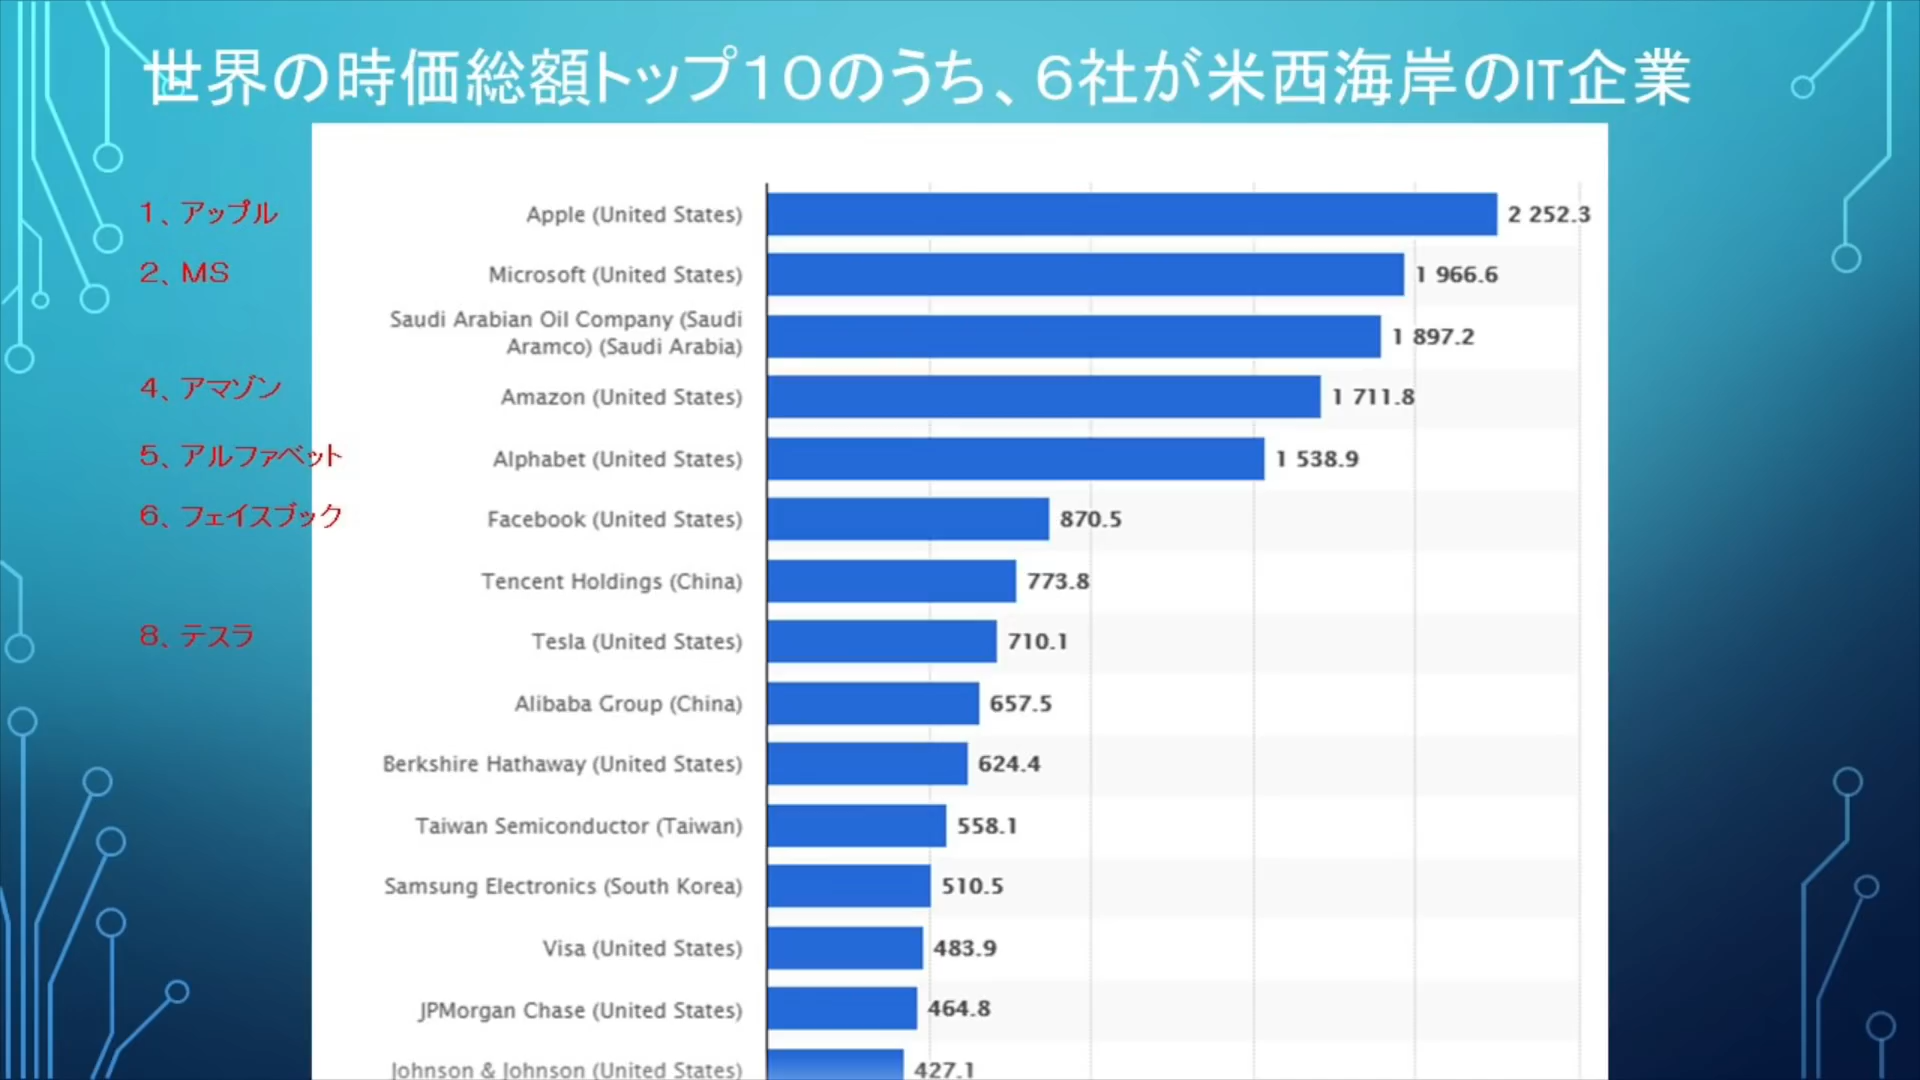 世界の時価総額トップ１０のうち、６社が米西海岸のIT企業
１、アップル
Apple (United States)
2 252.3
２、ＭＳ
Microsoft (United States)
1 966.6
Saudi Arabian Oil Company (Saudi
Aramco) (Saudi Arabia)
1 897.2
４、アマゾン
Amazon (United States)
1 711.8
５、アルファベット
Alphabet (United States)
1 538.9
６、フェイスブック
Facebook (United States)
870.5
Tencent Holdings (China)
773.8
８、テスラ
Tesla (United States)
710.1
Alibaba Group (China)
657.5
Berkshire Hathaway (United States)
624.4
Taiwan Semiconductor (Taiwan)
558.1
Samsung Electronics (South Korea)
510.5
Visa (United States)
483.9
JPMorgan Chase (United States)
464.8
Johnson & Johnson (United States)
427.1